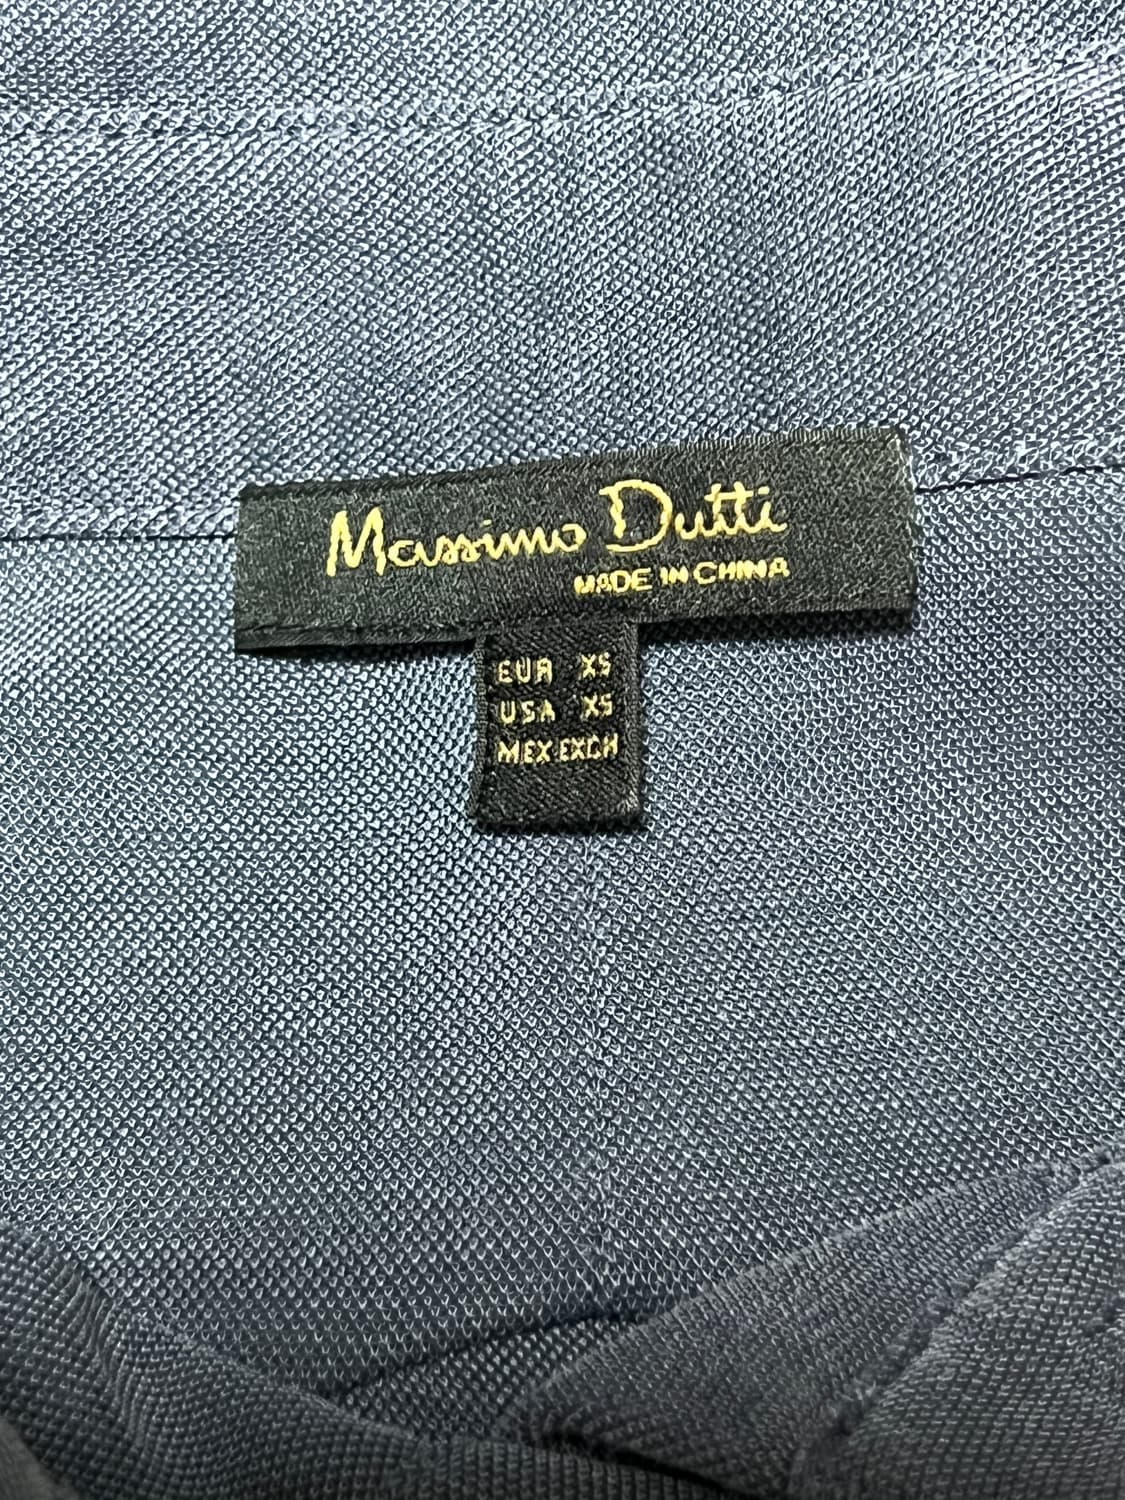 Massimo Dutti
MADE IN CHINA
EUR XS
USA XS
MEX EXCH